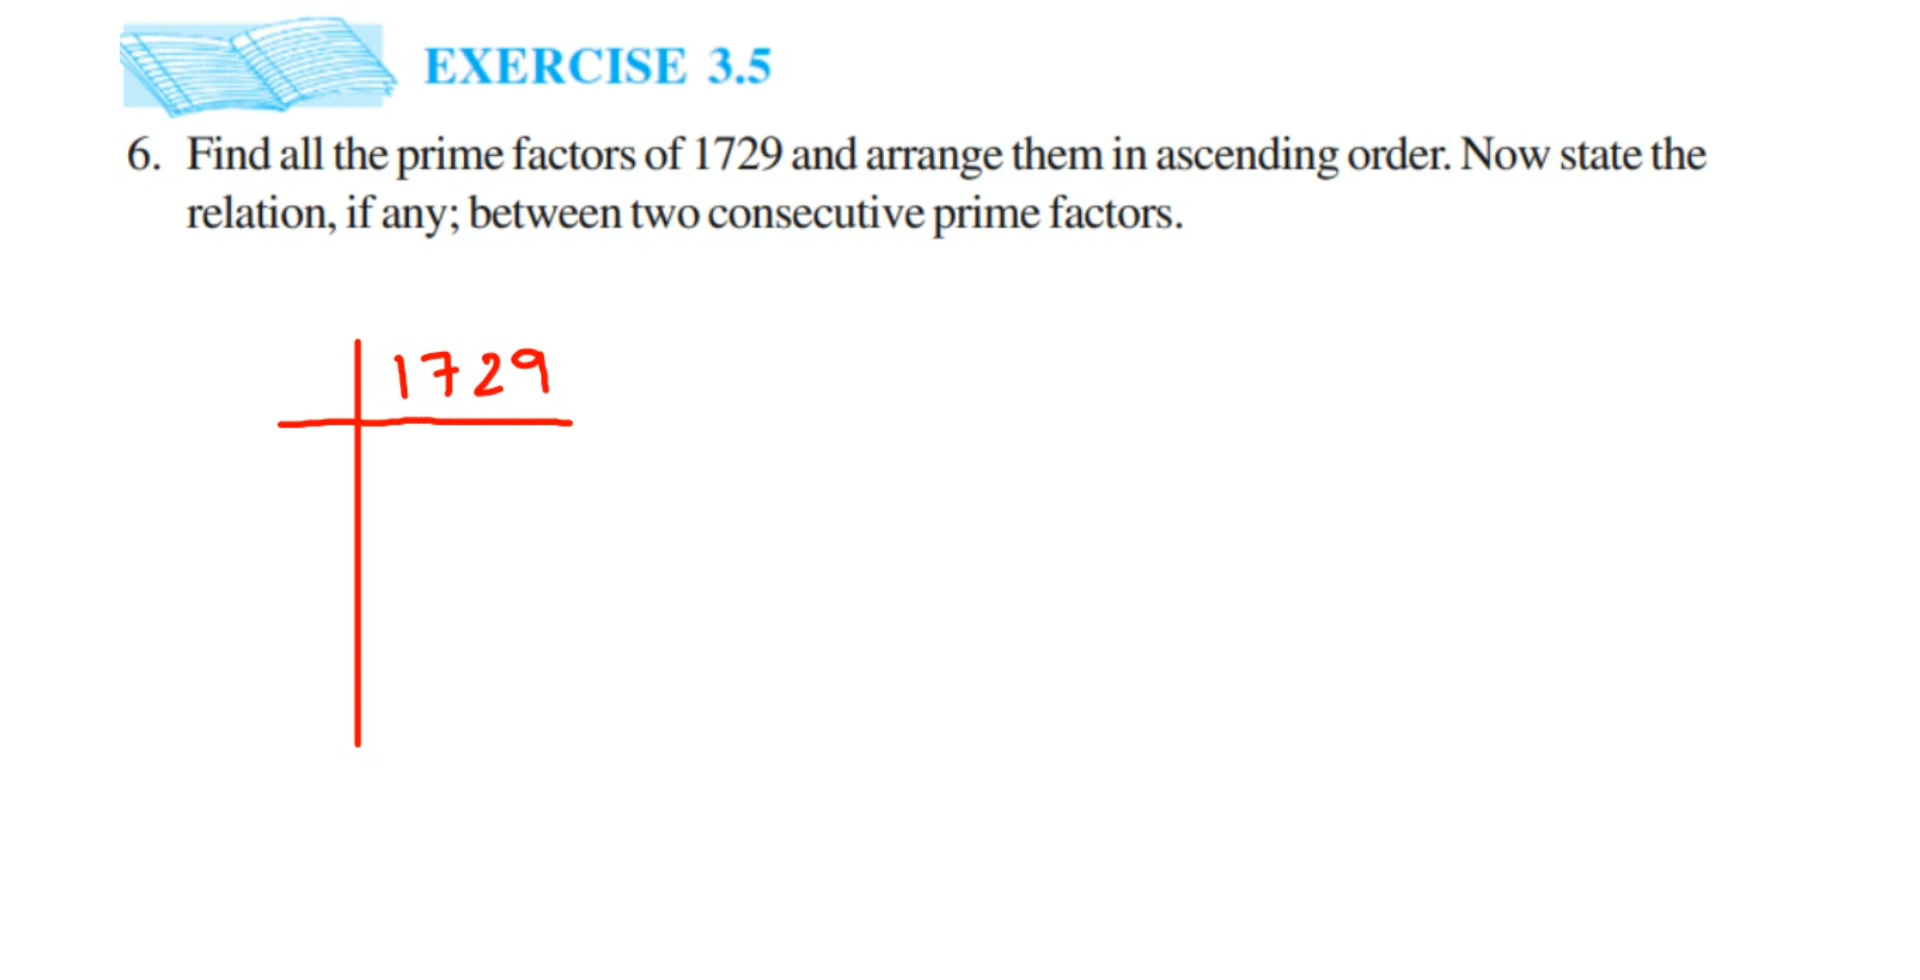 EXERCISE 3.5
6. Find all the prime factors of 1729 and arrange them in ascending order. Now state the
relation, if any; between two consecutive prime factors.
1729